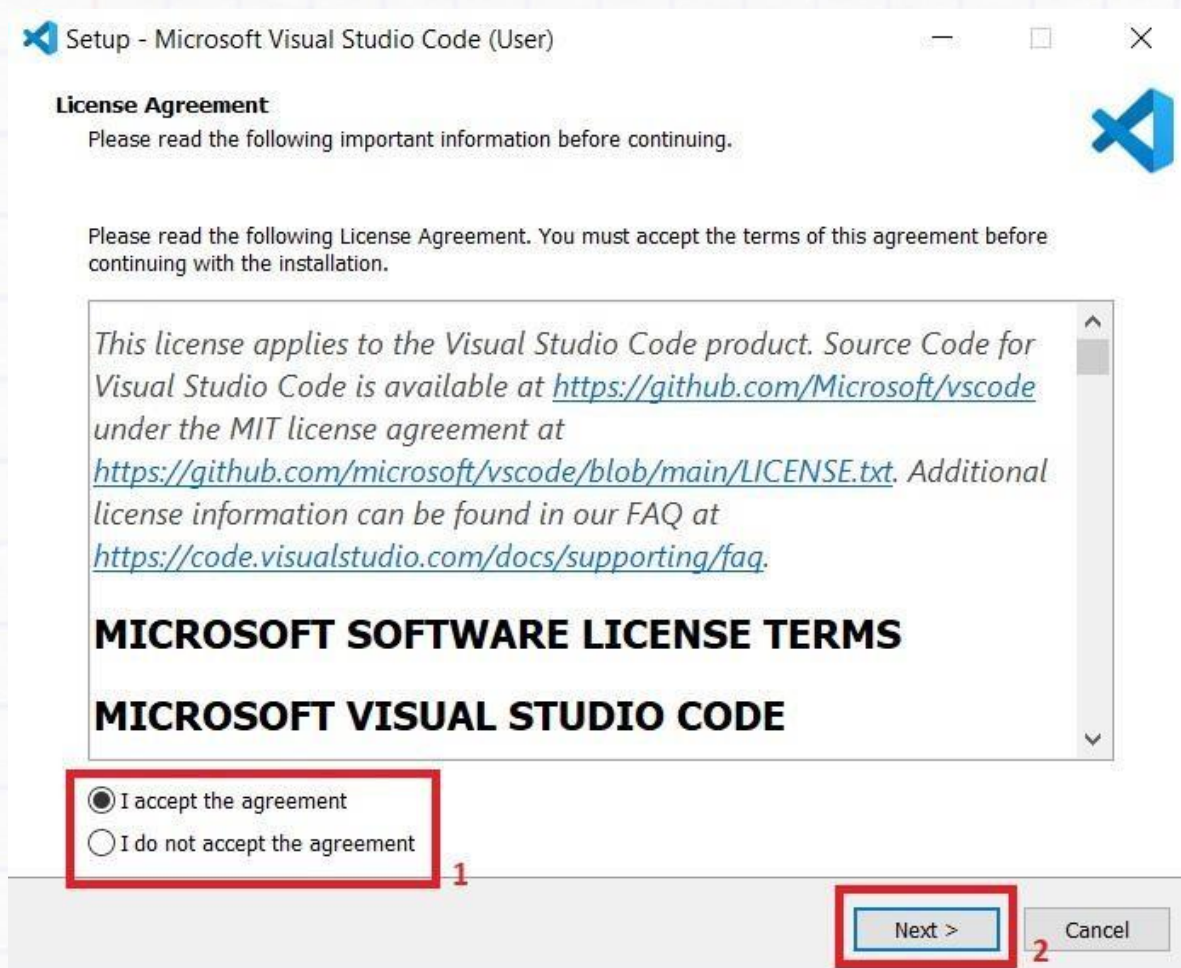 Setup - Microsoft Visual Studio Code (User)
License Agreement
Please read the following important information before continuing.
Please read the following License Agreement. You must accept the terms of this agreement before
continuing with the installation.
This license applies to the Visual Studio Code product. Source Code for
Visual Studio Code is available at https://github.com/Microsoft/vscode
under the MIT license agreement at
https://github.com/microsoft/vscode/blob/main/LICENSE.txt. Additional
license information can be found in our FAQ at
https://code.visualstudio.com/docs/supporting/faq.
MICROSOFT SOFTWARE LICENSE TERMS
MICROSOFT VISUAL STUDIO CODE
I accept the agreement
I do not accept the agreement
1
Next >
2
Cancel